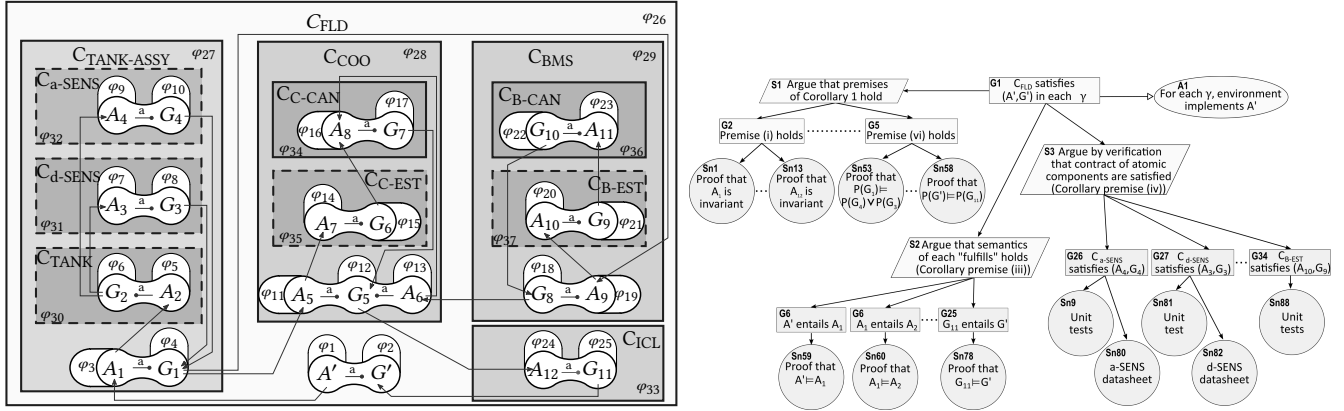 C_FLD
φ26
C_TANK-ASSY φ27
C_a-SENS
φ9 φ10
A4 a G4
φ32
C_d-SENS
φ7 φ8
A3 a G3
φ31
C_TANK
φ6 φ5
G2 a A2
φ30
φ4
φ3 A1 a G1
C_COO φ28
C_C-CAN
φ17
φ16 A8 a G7
φ34
C_C-EST
φ14
A7 a G6 φ15
φ35
φ12 φ13
φ11 A5 a G5 a A6
φ1 φ2
A' a G'
C_BMS φ29
C_B-CAN
φ23
φ22 G10 a A11
φ36
C_B-EST
φ20
A10 a G9 φ21
φ37
φ18
G8 a A9 φ19
φ24 φ25 C_ICL
A12 a G11
φ33
S1 Argue that premises
of Corollary 1 hold
G1 C_FLD satisfies
(A',G') in each γ
A1
For each γ, environment
implements A'
G2
Premise (i) holds
G5
Premise (vi) holds
Sn1
Proof that
A1 is
invariant
Sn13
Proof that
A12 is
invariant
Sn53
Proof that
P(G3)⊨
P(G4)∨P(G3)
Sn58
Proof that
P(G')⊨P(G11)
S3 Argue by verification
that contract of atomic
components are satisfied
(Corollary premise (iv))
S2 Argue that semantics
of each "fulfills" holds
(Corollary premise (iii))
G26 C_a-SENS
satisfies (A4,G4)
G27 C_d-SENS
satisfies (A3,G3)
G34 C_B-EST
satisfies (A10,G9)
G6
A' entails A1
G6
A1 entails A2
G25
G11 entails G'
Sn9
Unit
tests
Sn81
Unit
test
Sn88
Unit
tests
Sn59
Proof that
A'⊨A1
Sn60
Proof that
A1⊨A2
Sn78
Proof that
G11⊨G'
Sn80
a-SENS
datasheet
Sn82
d-SENS
datasheet